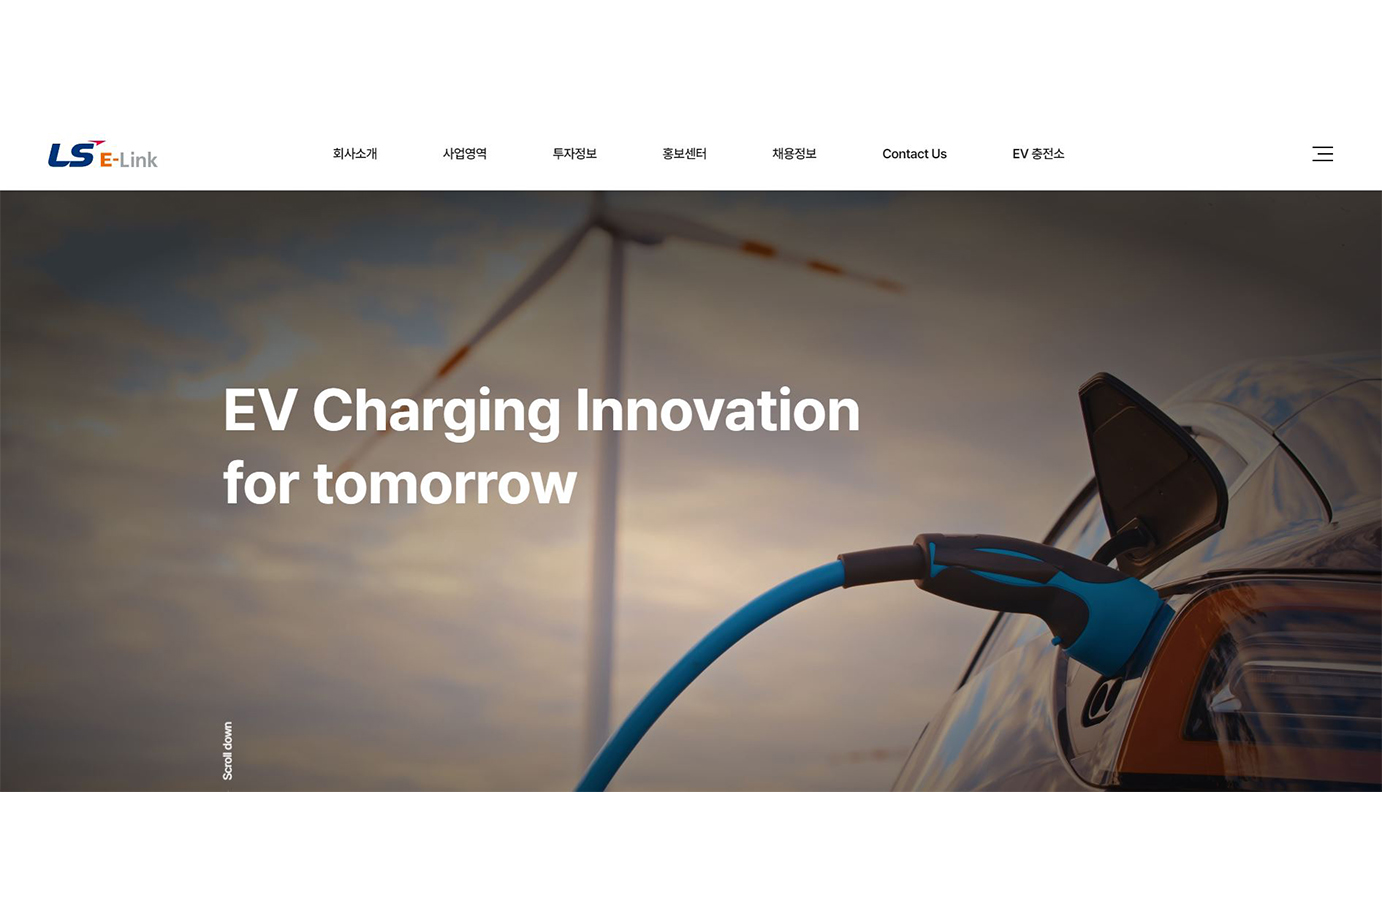 LS E-Link
회사소개
사업영역
투자정보
홍보센터
채용정보
Contact Us
EV 충전소
EV Charging Innovation
for tomorrow
Scroll down